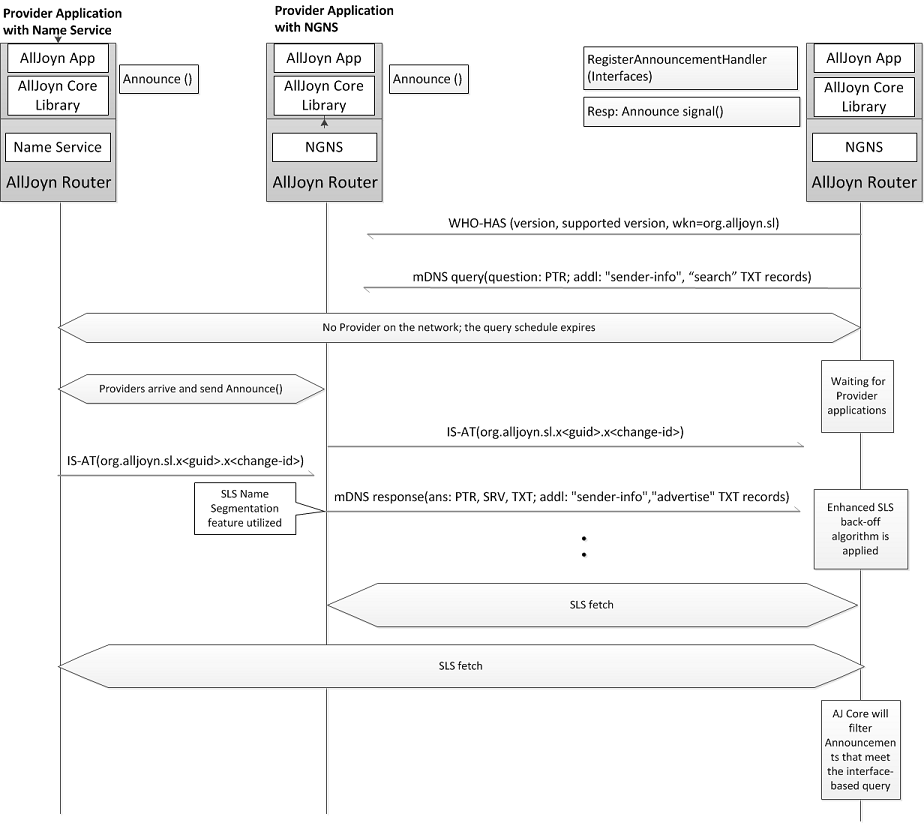 Provider Application
with Name Service
Provider Application
with NGNS
AllJoyn App
AllJoyn Core
Library
Name Service
AllJoyn Router
Announce ()
AllJoyn App
AllJoyn Core
Library
NGNS
AllJoyn Router
Announce ()
RegisterAnnouncementHandler
(Interfaces)
Resp: Announce signal()
AllJoyn App
AllJoyn Core
Library
NGNS
AllJoyn Router
WHO-HAS (version, supported version, wkn=org.alljoyn.sl)
mDNS query(question: PTR; addl: "sender-info", “search” TXT records)
No Provider on the network; the query schedule expires
Providers arrive and send Announce()
Waiting for
Provider
applications
IS-AT(org.alljoyn.sl.x<guid>.x<change-id>)
IS-AT(org.alljoyn.sl.x<guid>.x<change-id>)
SLS Name
Segmentation
feature utilized
mDNS response(ans: PTR, SRV, TXT; addl: "sender-info","advertise" TXT records)
Enhanced SLS
back-off
algorithm is
applied
SLS fetch
SLS fetch
AJ Core will
filter
Announcemen
ts that meet
the interface-
based query